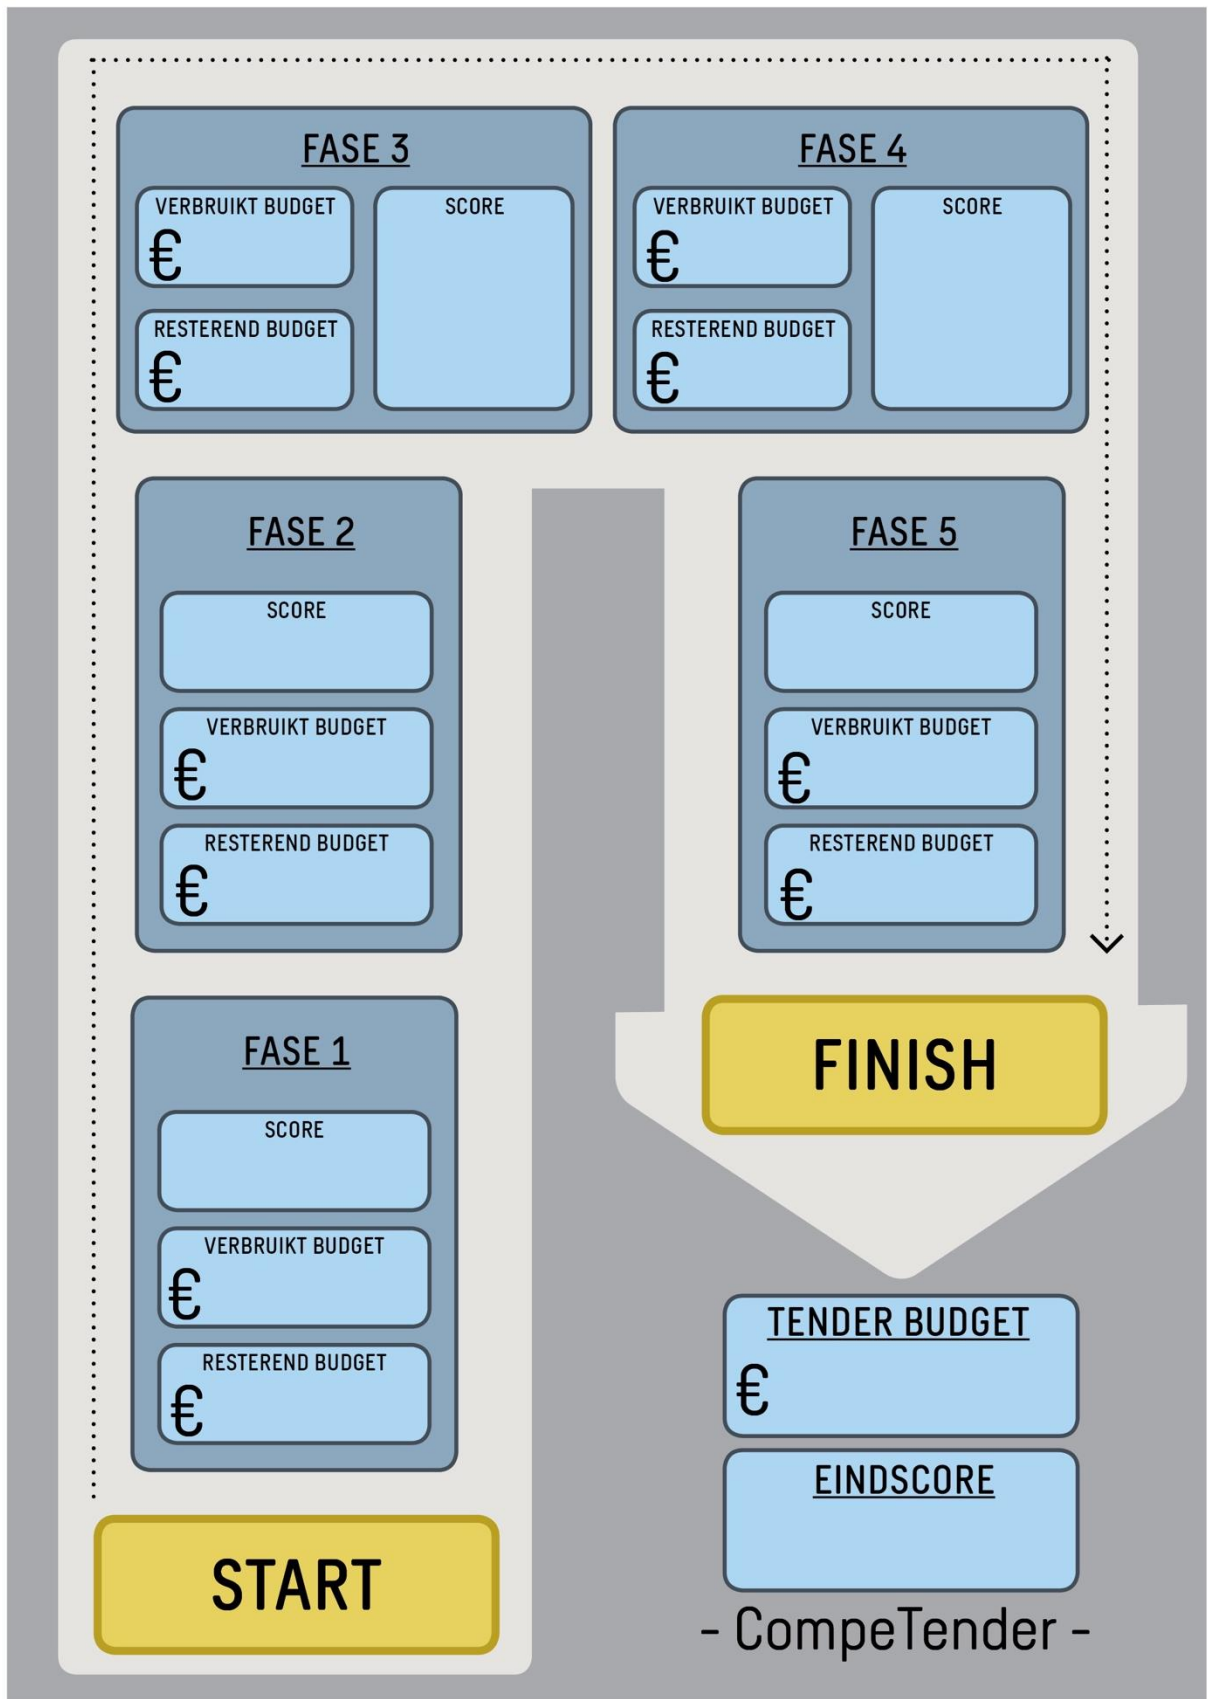 FASE 3
VERBRUIKT BUDGET
€
RESTEREND BUDGET
€
SCORE
FASE 4
VERBRUIKT BUDGET
€
RESTEREND BUDGET
€
SCORE
FASE 2
SCORE
VERBRUIKT BUDGET
€
RESTEREND BUDGET
€
FASE 5
SCORE
VERBRUIKT BUDGET
€
RESTEREND BUDGET
€
FASE 1
SCORE
VERBRUIKT BUDGET
€
RESTEREND BUDGET
€
START
FINISH
TENDER BUDGET
€
EINDSCORE
- CompeTender -